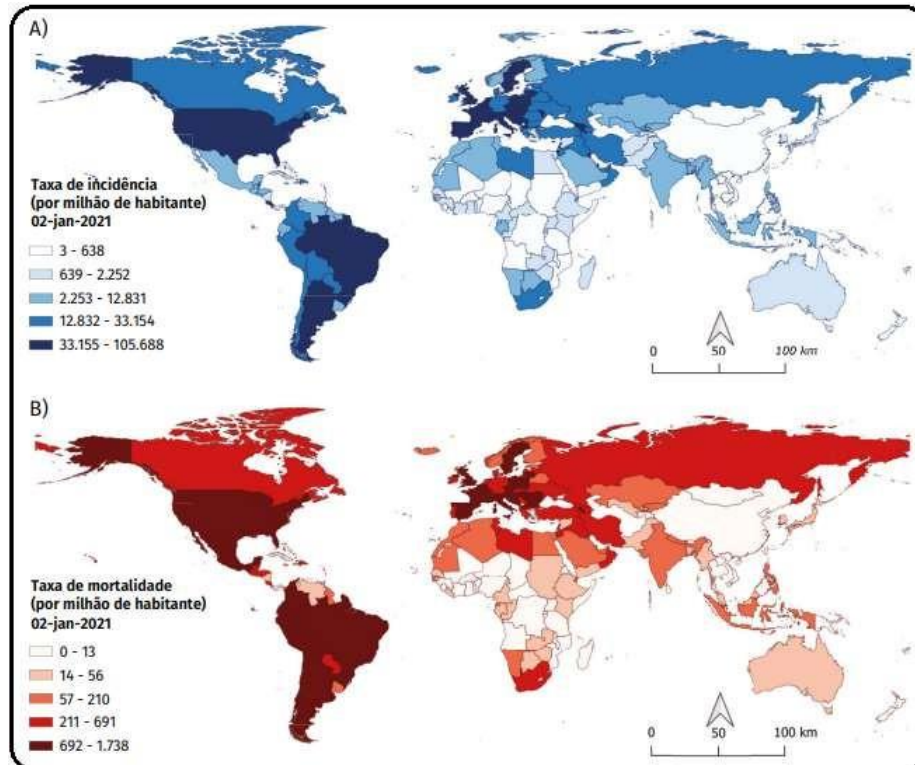 A)
Taxa de incidência
(por milhão de habitante)
02-jan-2021
3 - 638
639 - 2.252
2.253 - 12.831
12.832 - 33.154
33.155 - 105.688
0 50 100 km
B)
Taxa de mortalidade
(por milhão de habitante)
02-jan-2021
0 - 13
14 - 56
57 - 210
211 - 691
692 - 1.738
0 50 100 km